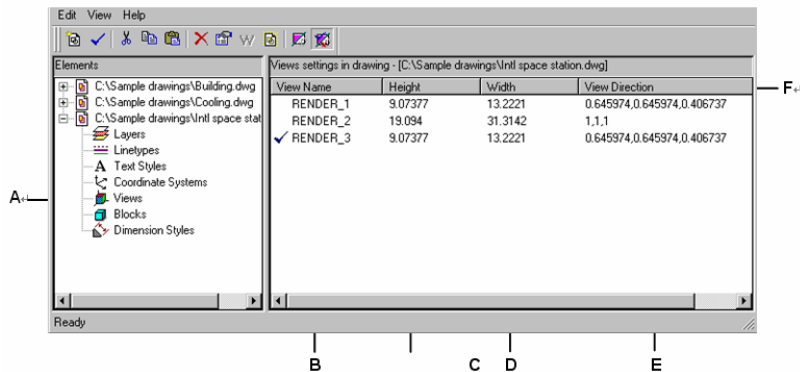 Edit View Help
Elements
Views settings in drawing - [C:\Sample drawings\Intl space station.dwg]
C:\Sample drawings\Building.dwg
C:\Sample drawings\Cooling.dwg
C:\Sample drawings\Intl space stat
Layers
Linetypes
A Text Styles
Coordinate Systems
Views
Blocks
Dimension Styles
View Name Height Width View Direction
RENDER_1 9.07377 13.2221 0.645974,0.645974,0.406737
RENDER_2 19.094 31.3142 1,1,1
RENDER_3 9.07377 13.2221 0.645974,0.645974,0.406737
Ready
A
F
B C D E